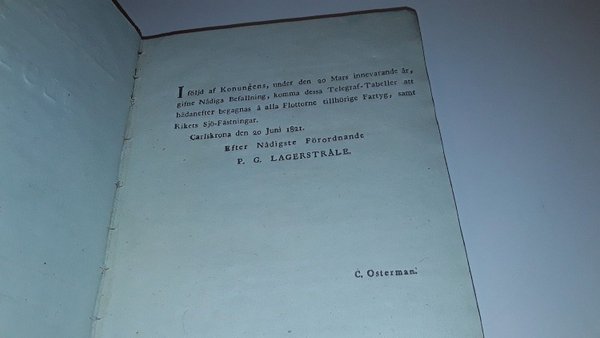 I följd af Konungens, under den 20 Mars innevarande år,
gifne Nådiga Befallning, komma dessa Telegraf-Tabeller att
hädanefter begagnas å alla Flottorne tillhörige Fartyg, samt
Rikets Sjö-Fästningar.
Carlskrona den 20 Juni 1821.
Efter Nådigste Förordnande
P. G. LAGERSTRÅLE.
C. Osterman.